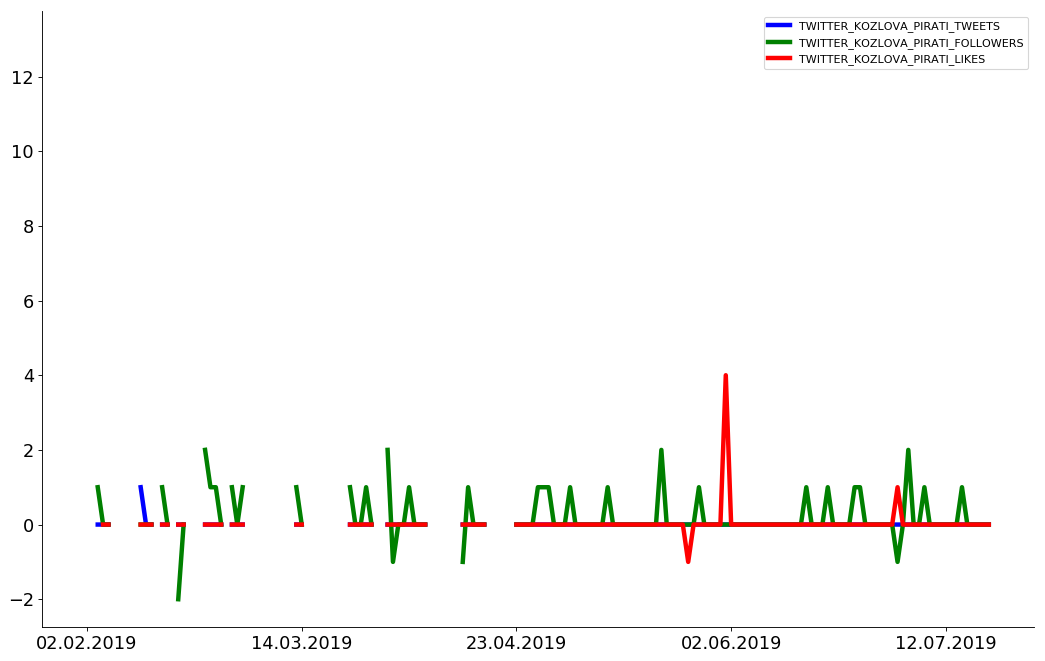 TWITTER_KOZLOVA_PIRATI_TWEETS
TWITTER_KOZLOVA_PIRATI_FOLLOWERS
TWITTER_KOZLOVA_PIRATI_LIKES
12
10
8
6
4
2
0
−2
02.02.2019 14.03.2019 23.04.2019 02.06.2019 12.07.2019